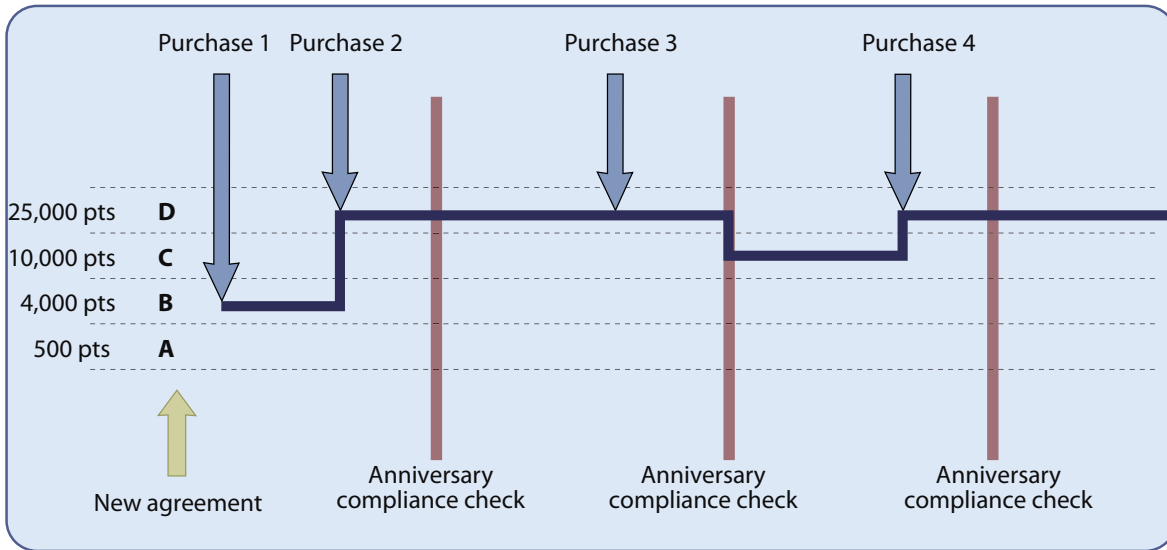 Purchase 1 Purchase 2 Purchase 3 Purchase 4
25,000 pts D
10,000 pts C
4,000 pts B
500 pts A
New agreement
Anniversary
compliance check
Anniversary
compliance check
Anniversary
compliance check